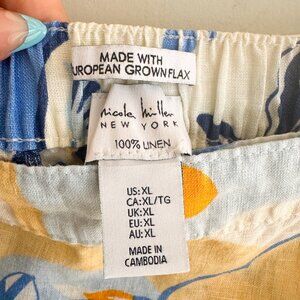 MADE WITH
EUROPEAN GROWN FLAX
nicole miller
NEW YORK
100% LINEN
US:XL
CA:XL/TG
UK:XL
EU:XL
AU:XL
MADE IN
CAMBODIA